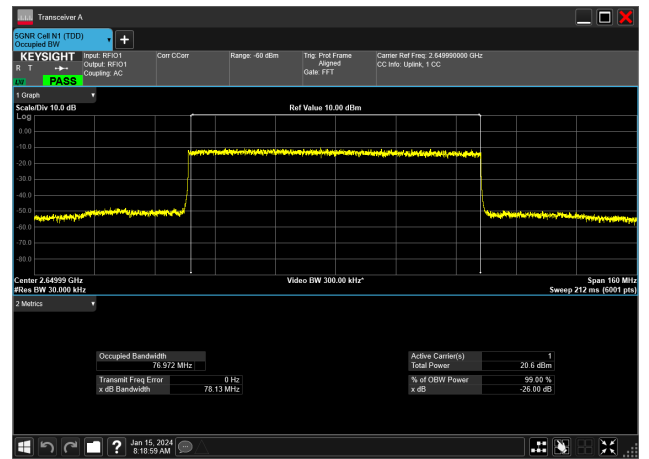 Transceiver A
5GNR Cell N1 (TDD)
Occupied BW
KEYSIGHT
R T
LW PASS
Input: RFIO1
Output: RFIO1
Coupling: AC
Corr CCorr
Range: -60 dBm
Trig: Prot Frame
Aligned
Gate: FFT
Carrier Ref Freq: 2.649990000 GHz
CC Info: Uplink, 1 CC
1 Graph
Scale/Div 10.0 dB
Ref Value 10.00 dBm
Log
0.00
-10.0
-20.0
-30.0
-40.0
-50.0
-60.0
-70.0
-80.0
Center 2.64999 GHz
Video BW 300.00 kHz*
Span 160 MHz
#Res BW 30.000 kHz
Sweep 212 ms (6001 pts)
2 Metrics
Occupied Bandwidth
76.972 MHz
Active Carrier(s) 1
Total Power 20.6 dBm
Transmit Freq Error 0 Hz
x dB Bandwidth 78.13 MHz
% of OBW Power 99.00 %
x dB -26.00 dB
Jan 15, 2024
8:18:59 AM